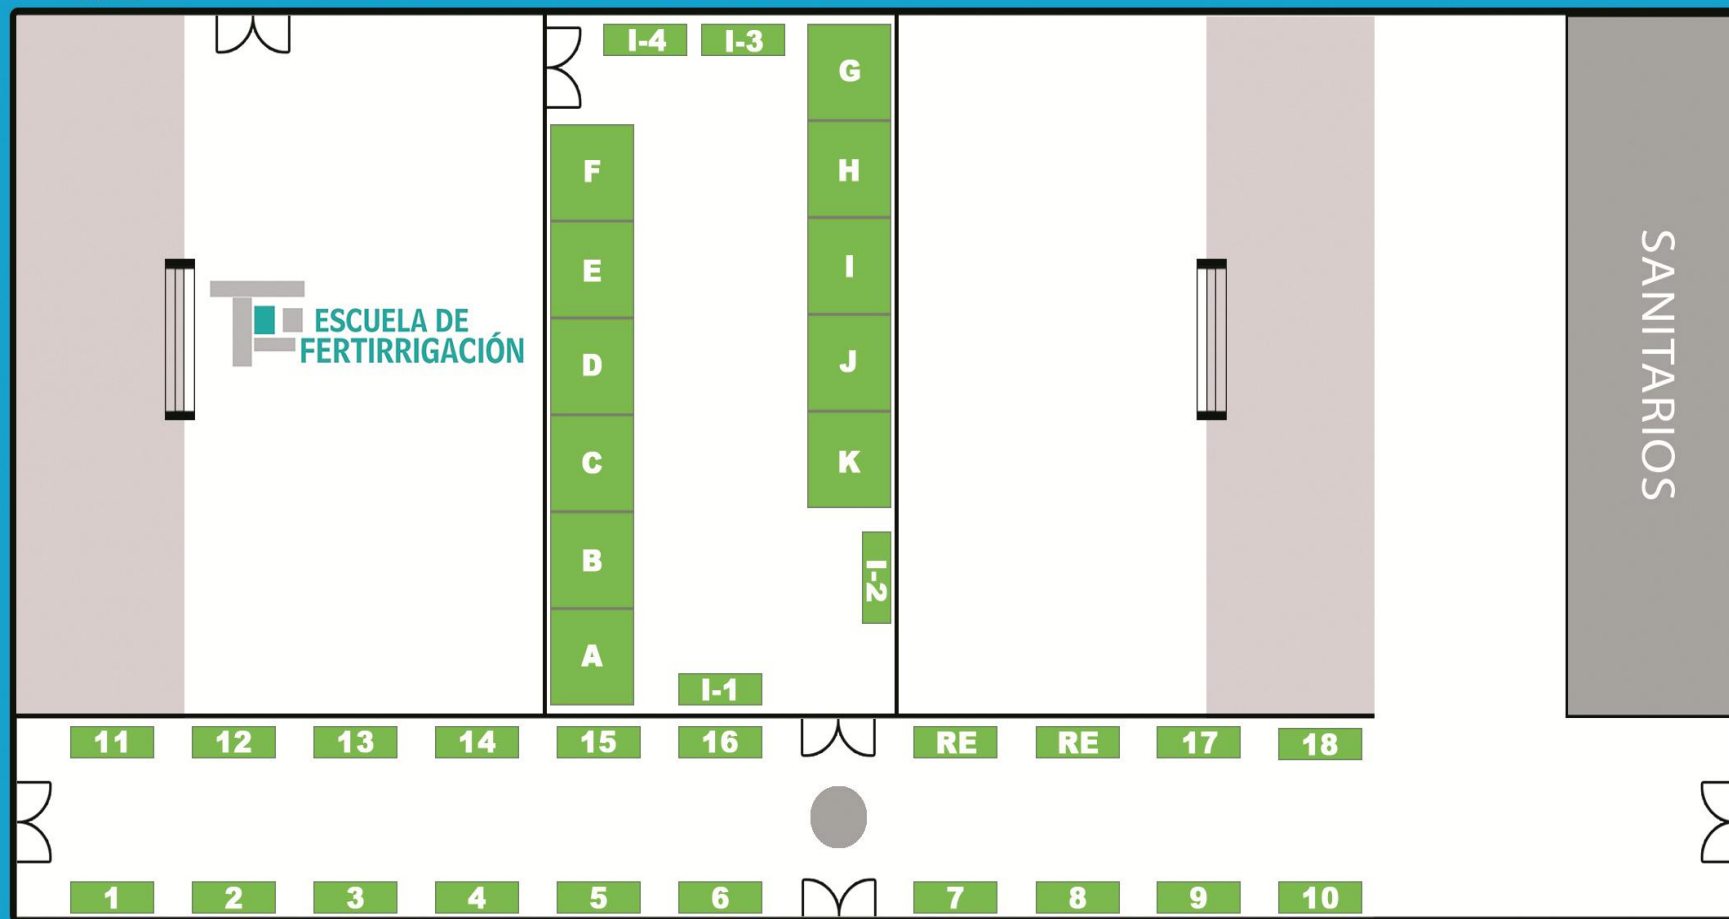 I-4
I-3
G
F
H
E
I
ESCUELA DE
FERTIRRIGACIÓN
D
J
C
K
B
I-2
A
I-1
SANITARIOS
11
12
13
14
15
16
RE
RE
17
18
1
2
3
4
5
6
7
8
9
10